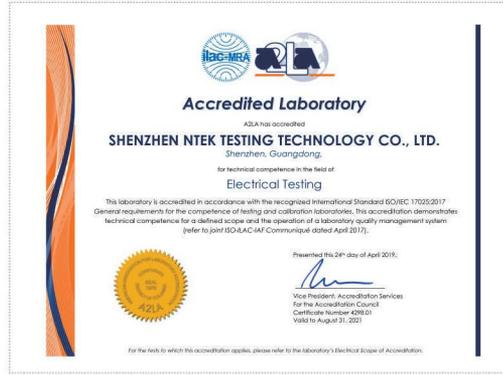 ilac-MRA
A2LA
Accredited Laboratory
A2LA has accredited
SHENZHEN NTEK TESTING TECHNOLOGY CO., LTD.
Shenzhen, Guangdong,
for technical competence in the field of
Electrical Testing
This laboratory is accredited in accordance with the recognized International Standard ISO/IEC 17025:2017
General requirements for the competence of testing and calibration laboratories. This accreditation demonstrates
technical competence for a defined scope and the operation of a laboratory quality management system
(refer to joint ISO-ILAC-IAF Communiqué dated April 2017).
Presented this 24th day of April 2019.
Vice President, Accreditation Services
For the Accreditation Council
Certificate Number 4298.01
Valid to August 31, 2021
SEAL
A2LA
For the tests to which this accreditation applies, please refer to the laboratory's Electrical Scope of Accreditation.